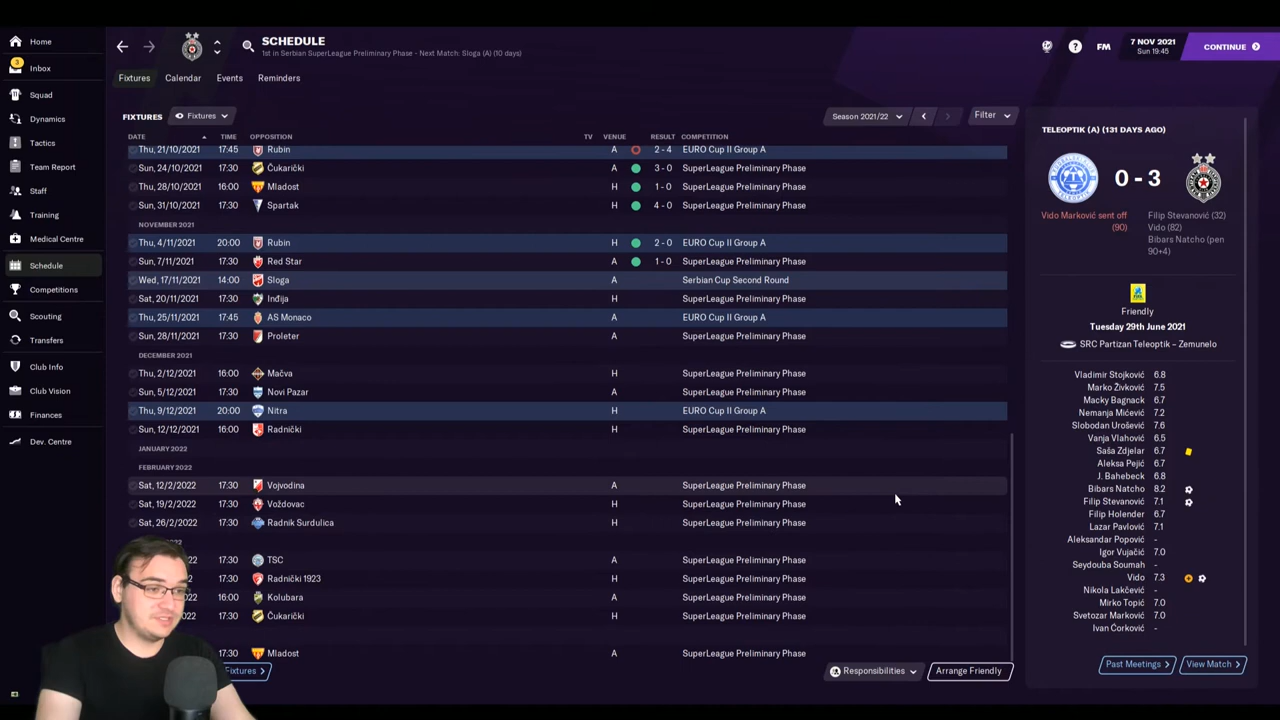 Home
3
Inbox
Squad
Dynamics
Tactics
Team Report
Staff
Training
Medical Centre
Schedule
Competitions
Scouting
Transfers
Club Info
Club Vision
Finances
Dev. Centre
SCHEDULE
1st in Serbian SuperLeague Preliminary Phase - Next Match: Sloga (A) (10 days)
? FM
7 NOV 2021
Sun 19:45
CONTINUE
Fixtures Calendar Events Reminders
FIXTURES Fixtures Season 2021/22 Filter
DATE TIME OPPOSITION TV VENUE RESULT COMPETITION
Thu, 21/10/2021 17:45 Rubin A 2 - 4 EURO Cup II Group A
Sun, 24/10/2021 17:30 Čukarički A 3 - 0 SuperLeague Preliminary Phase
Thu, 28/10/2021 16:00 Mladost H 1 - 0 SuperLeague Preliminary Phase
Sun, 31/10/2021 17:30 Spartak H 4 - 0 SuperLeague Preliminary Phase
NOVEMBER 2021
Thu, 4/11/2021 20:00 Rubin H 2 - 0 EURO Cup II Group A
Sun, 7/11/2021 17:30 Red Star A 1 - 0 SuperLeague Preliminary Phase
Wed, 17/11/2021 14:00 Sloga A Serbian Cup Second Round
Sat, 20/11/2021 17:30 Inđija H SuperLeague Preliminary Phase
Thu, 25/11/2021 17:45 AS Monaco A EURO Cup II Group A
Sun, 28/11/2021 17:30 Proleter A SuperLeague Preliminary Phase
DECEMBER 2021
Thu, 2/12/2021 16:00 Mačva H SuperLeague Preliminary Phase
Sun, 5/12/2021 17:30 Novi Pazar A SuperLeague Preliminary Phase
Thu, 9/12/2021 20:00 Nitra H EURO Cup II Group A
Sun, 12/12/2021 16:00 Radnički H SuperLeague Preliminary Phase
JANUARY 2022
FEBRUARY 2022
Sat, 12/2/2022 17:30 Vojvodina A SuperLeague Preliminary Phase
Sat, 19/2/2022 17:30 Voždovac H SuperLeague Preliminary Phase
Sat, 26/2/2022 17:30 Radnik Surdulica H SuperLeague Preliminary Phase
22
22 17:30 TSC A SuperLeague Preliminary Phase
22 17:30 Radnički 1923 H SuperLeague Preliminary Phase
22 16:00 Kolubara A SuperLeague Preliminary Phase
22 17:30 Čukarički H SuperLeague Preliminary Phase
17:30 Mladost A SuperLeague Preliminary Phase
Fixtures Responsibilities Arrange Friendly
TELEOPTIK (A) (131 DAYS AGO)
0 - 3
Vido Marković sent off
(90)
Filip Stevanović (32)
Vido (82)
Bibars Natcho (pen
90+4)
Friendly
Tuesday 29th June 2021
SRC Partizan Teleoptik – Zemunelo
Vladimir Stojković 6.8
Marko Živković 7.5
Macky Bagnack 6.7
Nemanja Mićević 7.2
Slobodan Urošević 7.6
Vanja Vlahović 6.5
Saša Zdjelar 6.7
Aleksa Pejić 6.7
J. Bahebeck 6.8
Bibars Natcho 8.2
Filip Stevanović 7.1
Filip Holender 6.7
Lazar Pavlović 7.1
Aleksandar Popović -
Igor Vujačić 7.0
Seydouba Soumah -
Vido 7.3
Nikola Lakčević -
Mirko Topić 7.0
Svetozar Marković 7.0
Ivan Ćorković -
Past Meetings View Match